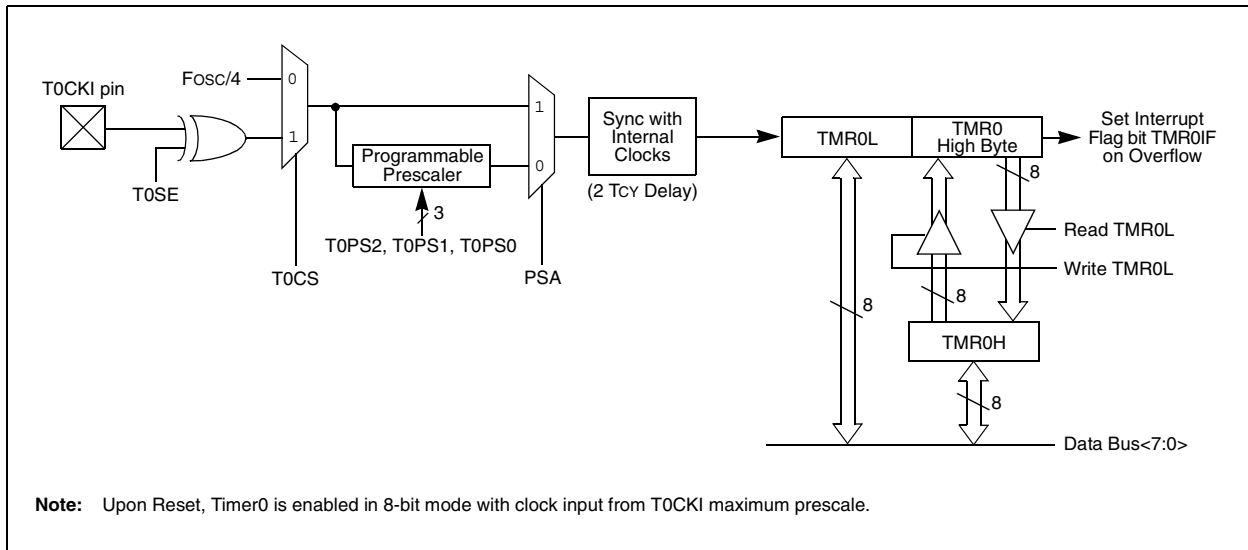 T0CKI pin
FOSC/4
0
1
T0SE
T0CS
Programmable
Prescaler
3
T0PS2, T0PS1, T0PS0
1
0
PSA
Sync with
Internal
Clocks
(2 TCY Delay)
TMR0L
TMR0
High Byte
Set Interrupt
Flag bit TMR0IF
on Overflow
8
Read TMR0L
Write TMR0L
8
8
TMR0H
8
Data Bus<7:0>
Note: Upon Reset, Timer0 is enabled in 8-bit mode with clock input from T0CKI maximum prescale.